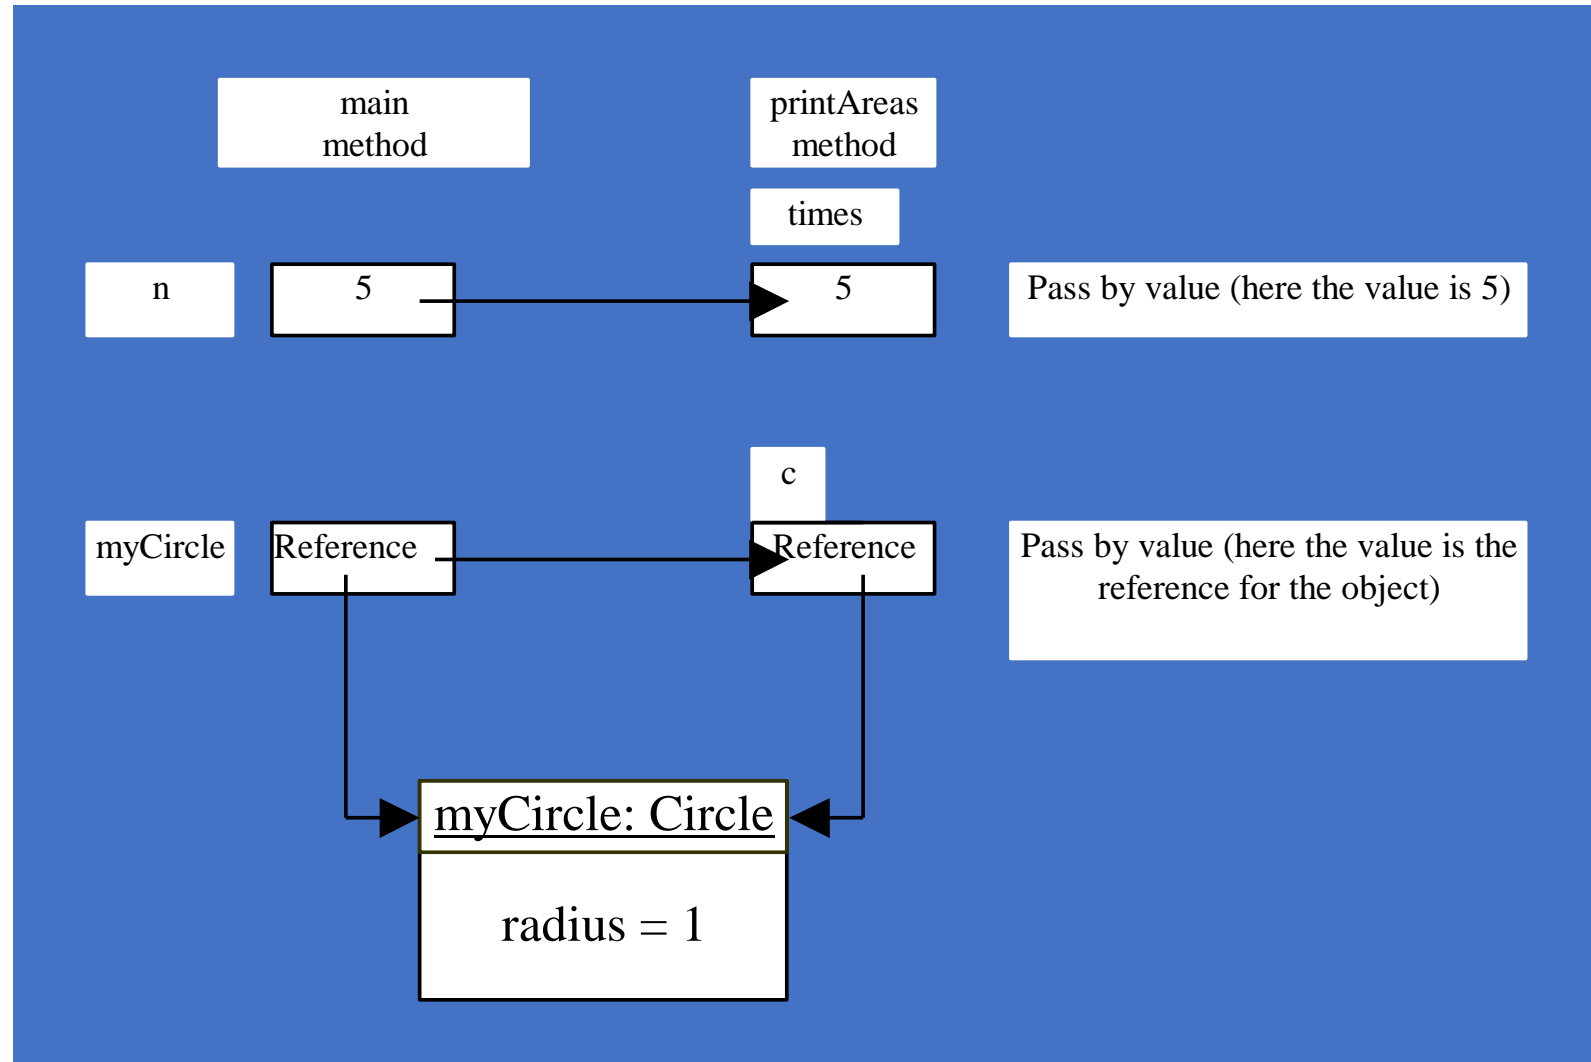 main
method
printAreas
method
times
n
5
5
Pass by value (here the value is 5)
c
myCircle
Reference
Reference
Pass by value (here the value is the
reference for the object)
myCircle: Circle
radius = 1